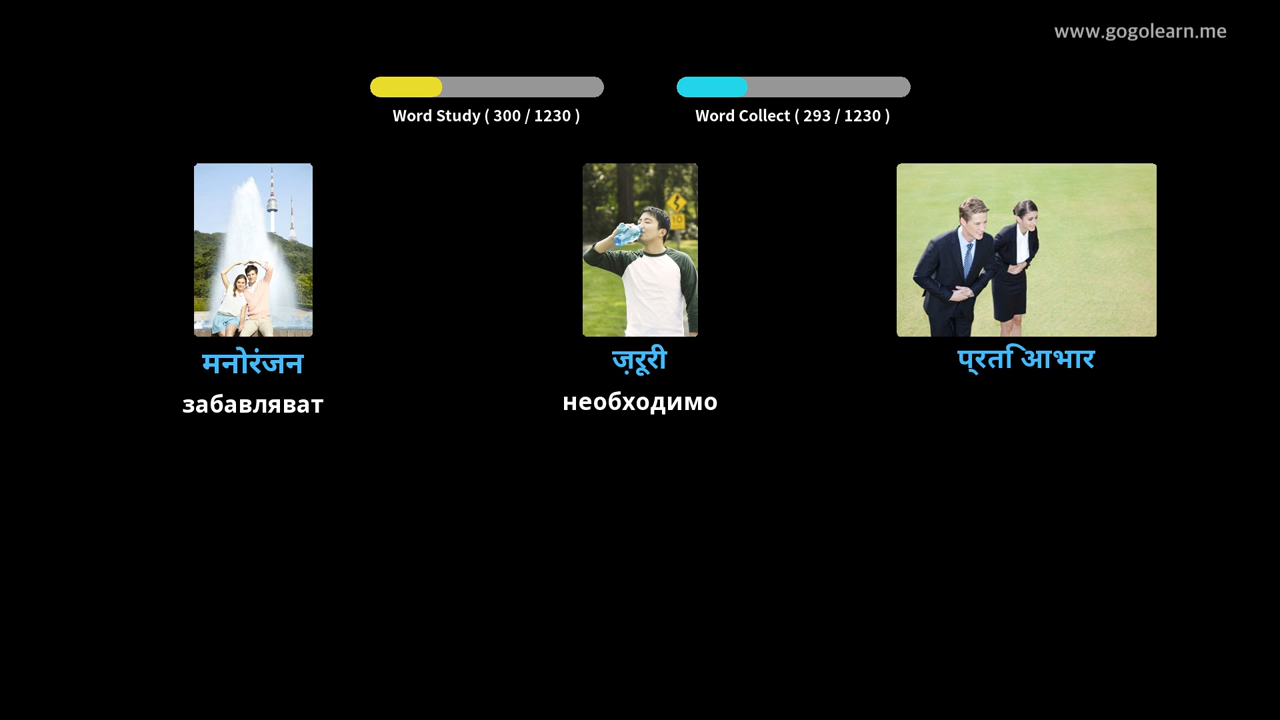 www.gogolearn.me
Word Study ( 300 / 1230 )
Word Collect ( 293 / 1230 )
मनोरंजन
ज़रूरी
प्रति आभार
забавляват
необходимо